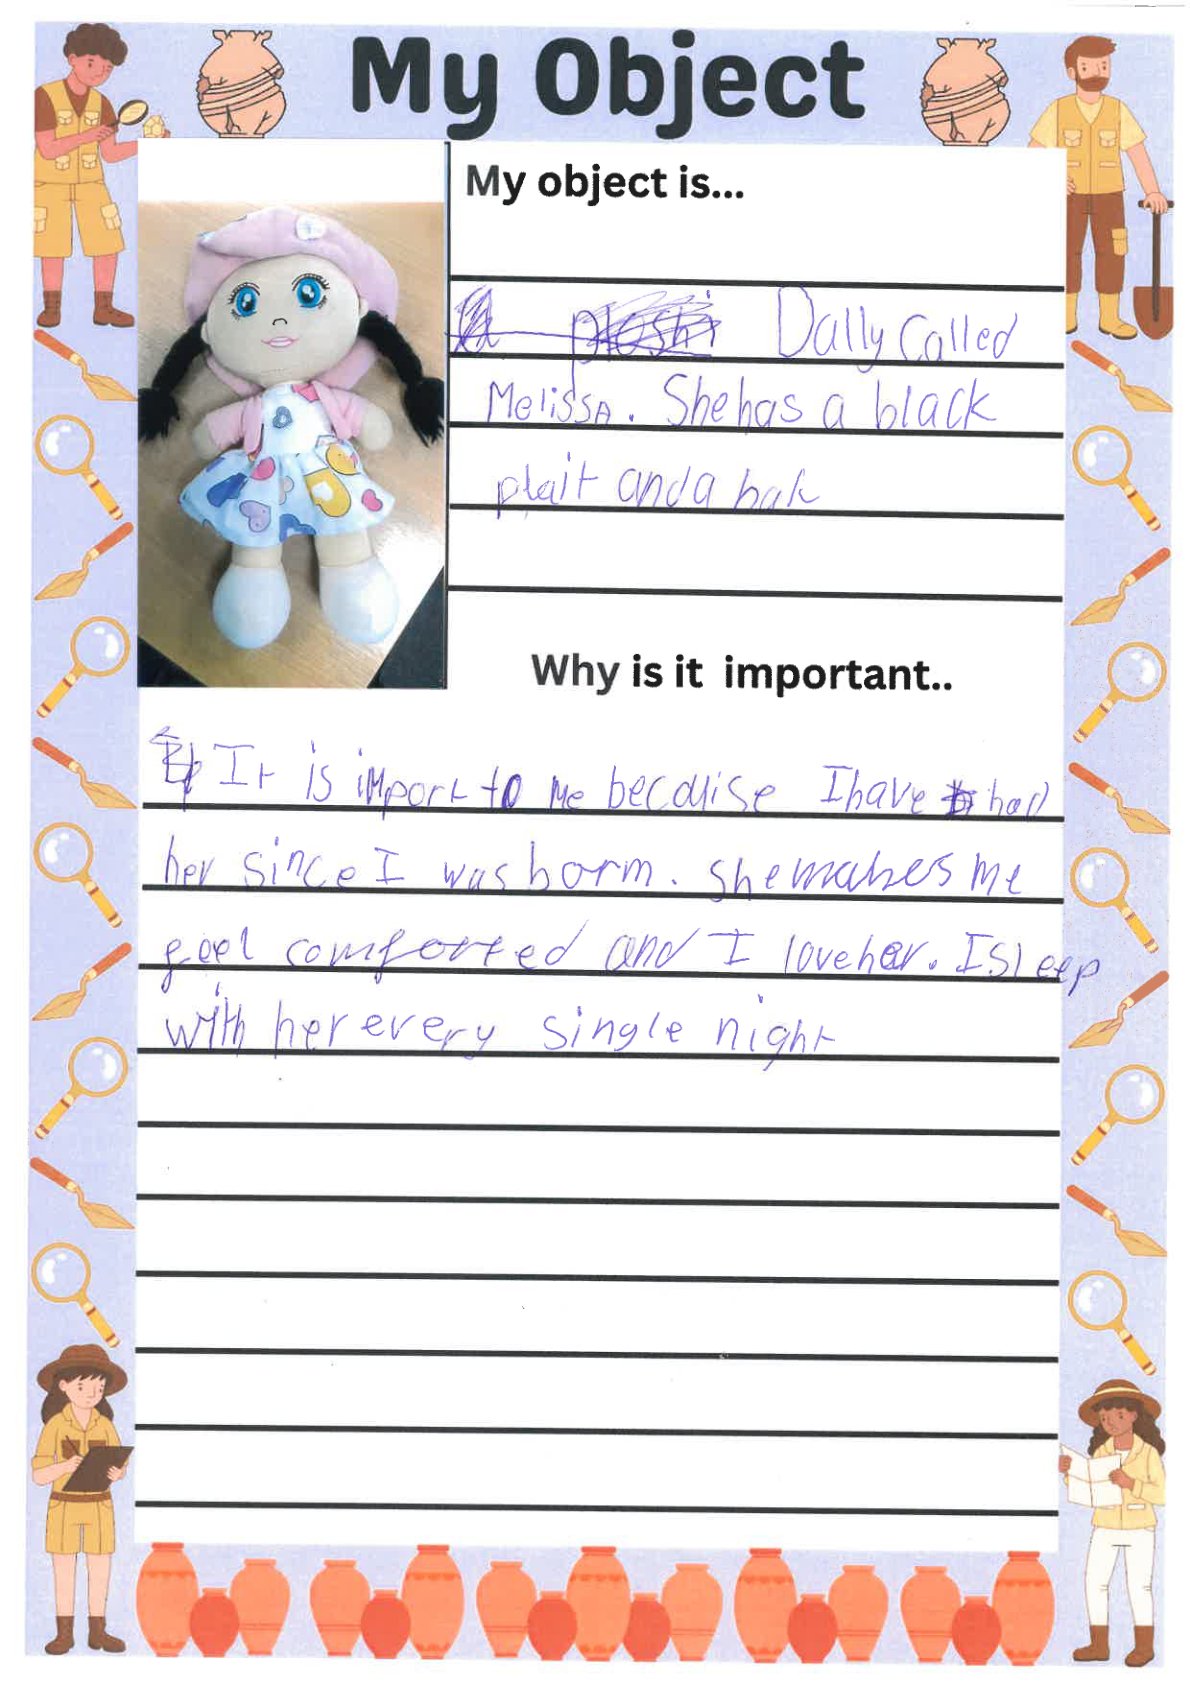 My Object
My object is...
Dally Called
Melissa. She has a black
plait and a
Why is it important..
It is import to me becauise I have had
her since I was borm. She makes me
feel comforted and I love her. I sleep
with her every single night